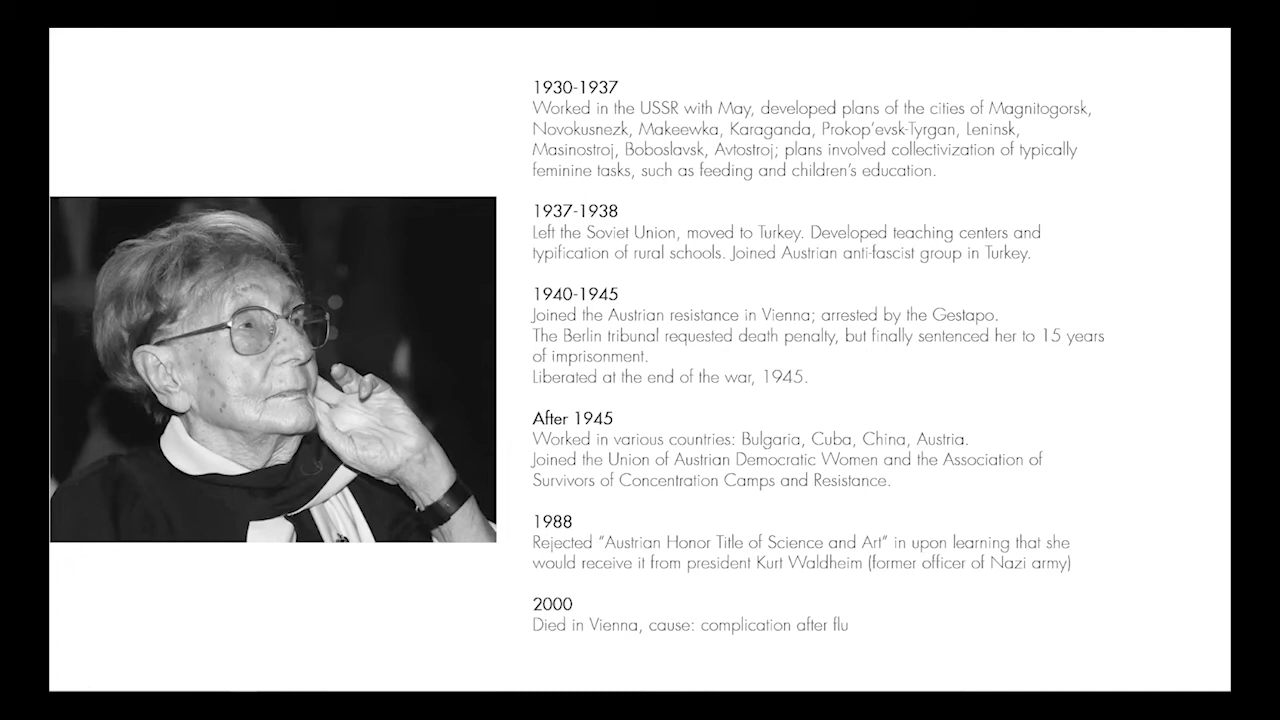 1930-1937
Worked in the USSR with May, developed plans of the cities of Magnitogorsk,
Novokusnezk, Makeewka, Karaganda, Prokop'evsk-Tyrgan, Leninsk,
Masinostroj, Boboslavsk, Avtostroj; plans involved collectivization of typically
feminine tasks, such as feeding and children's education.
1937-1938
Left the Soviet Union, moved to Turkey. Developed teaching centers and
typification of rural schools. Joined Austrian anti-fascist group in Turkey.
1940-1945
Joined the Austrian resistance in Vienna; arrested by the Gestapo.
The Berlin tribunal requested death penalty, but finally sentenced her to 15 years
of imprisonment.
Liberated at the end of the war, 1945.
After 1945
Worked in various countries: Bulgaria, Cuba, China, Austria.
Joined the Union of Austrian Democratic Women and the Association of
Survivors of Concentration Camps and Resistance.
1988
Rejected "Austrian Honor Title of Science and Art" in upon learning that she
would receive it from president Kurt Waldheim (former officer of Nazi army)
2000
Died in Vienna, cause: complication after flu